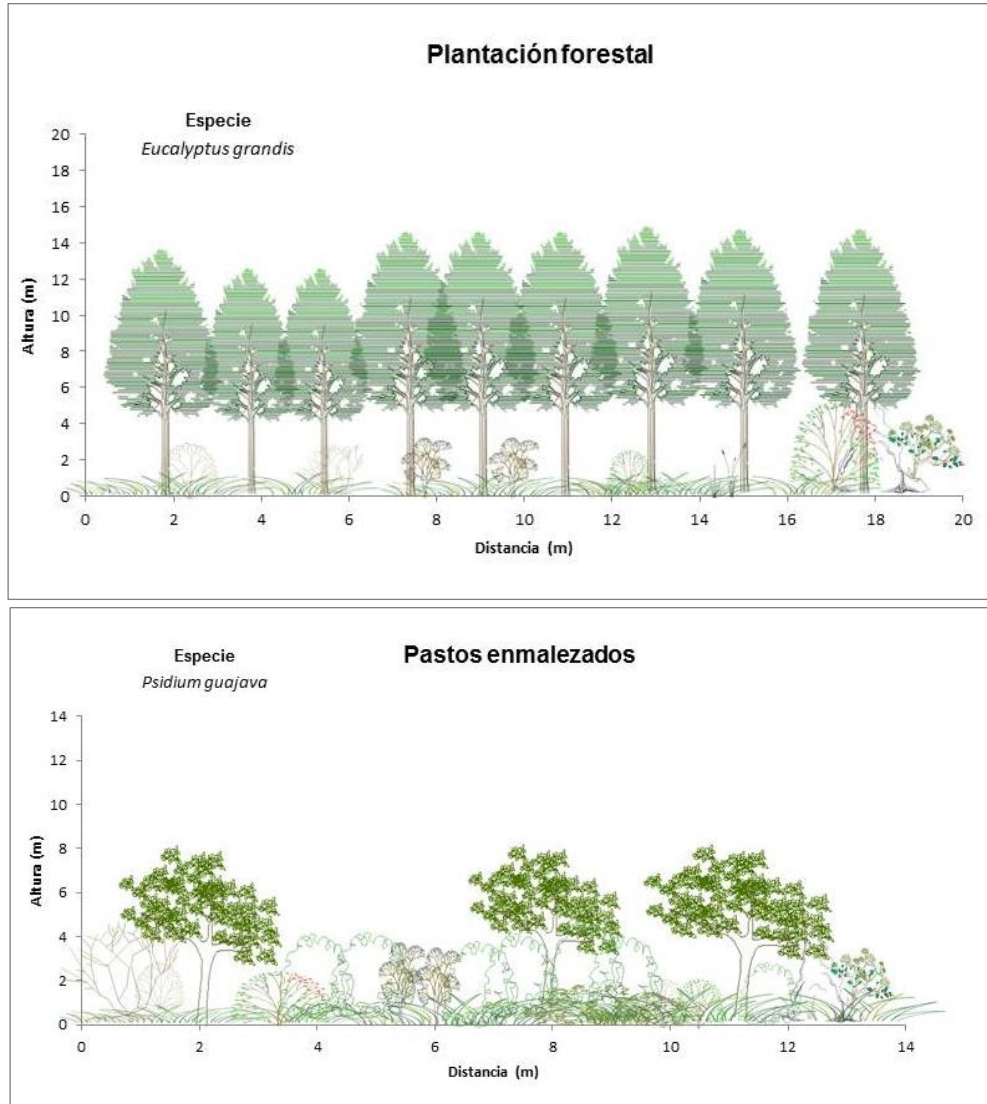 Plantación forestal
Especie
Eucalyptus grandis
Altura (m)
20
18
16
14
12
10
8
6
4
2
0
0 2 4 6 8 10 12 14 16 18 20
Distancia (m)
Pastos enmalezados
Especie
Psidium guajava
Altura (m)
14
12
10
8
6
4
2
0
0 2 4 6 8 10 12 14
Distancia (m)